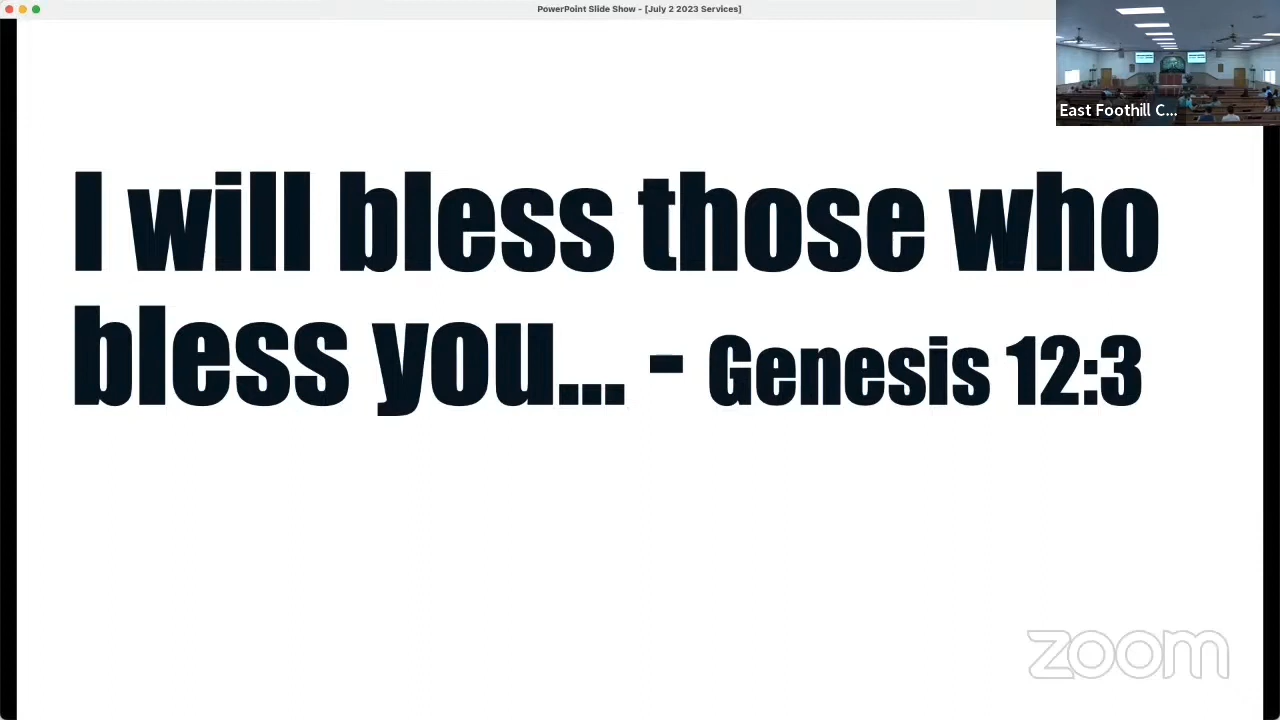 PowerPoint Slide Show - [July 2 2023 Services]
East Foothill C...
I will bless those who
bless you... - Genesis 12:3
zoom